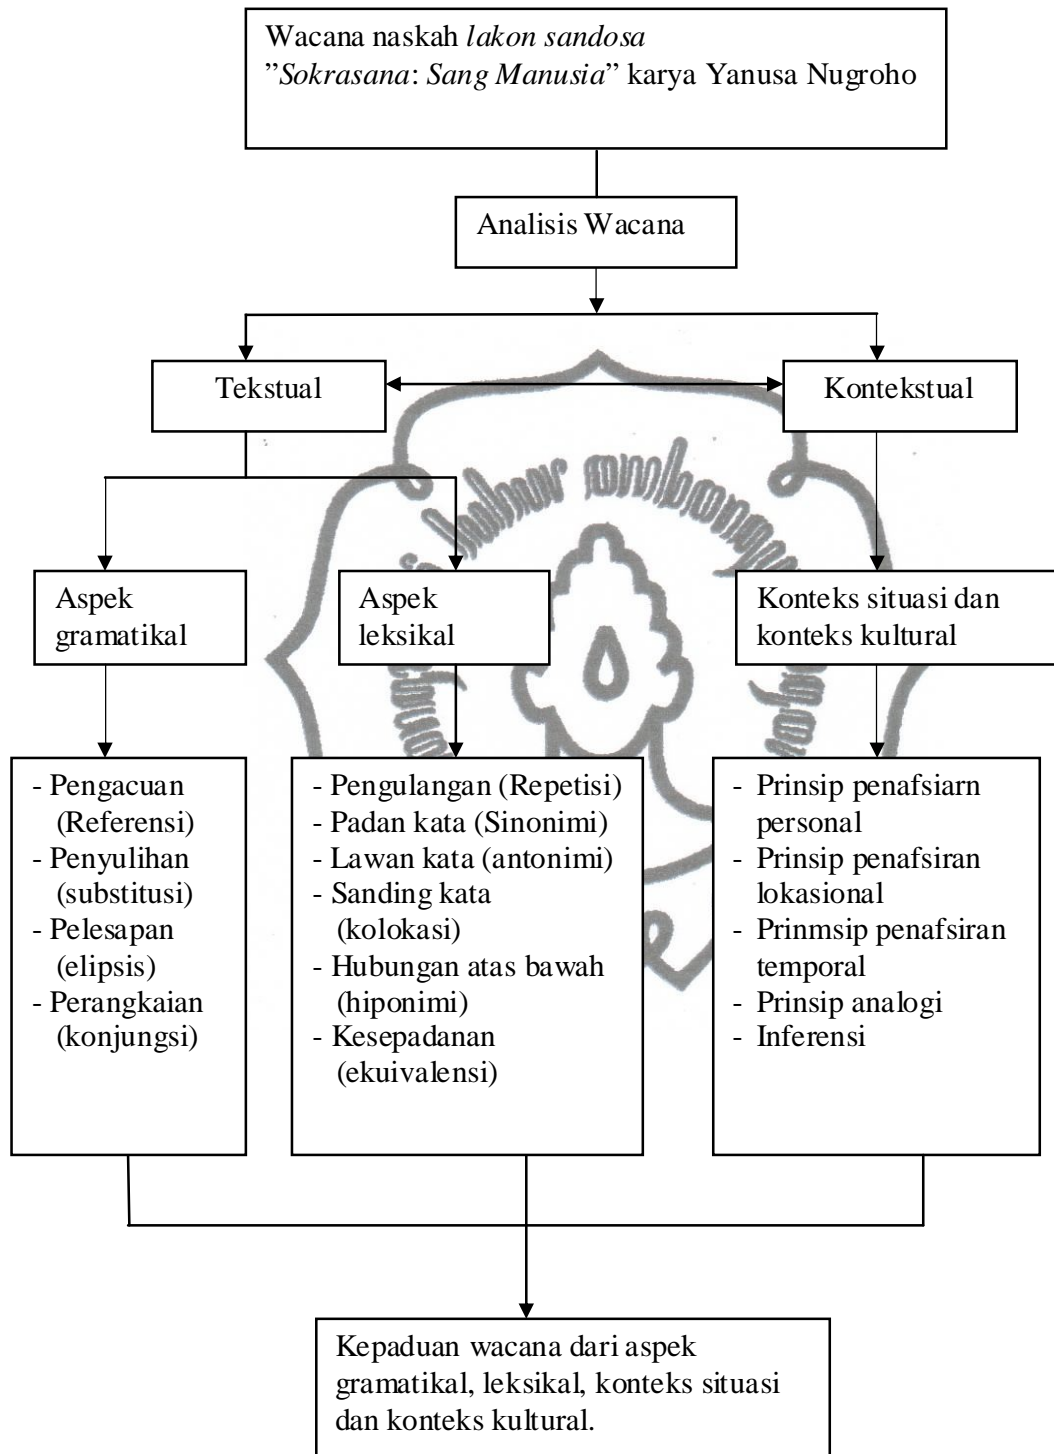 Wacana naskah lakon sandosa
”Sokrasana: Sang Manusia” karya Yanusa Nugroho
Analisis Wacana
Tekstual
Kontekstual
Aspek
gramatikal
Aspek
leksikal
Konteks situasi dan
konteks kultural
- Pengacuan
(Referensi)
- Penyulihan
(substitusi)
- Pelesapan
(elipsis)
- Perangkaian
(konjungsi)
- Pengulangan (Repetisi)
- Padan kata (Sinonimi)
- Lawan kata (antonimi)
- Sanding kata
(kolokasi)
- Hubungan atas bawah
(hiponimi)
- Kesepadanan
(ekuivalensi)
- Prinsip penafsiarn
personal
- Prinsip penafsiran
lokasional
- Prinmsip penafsiran
temporal
- Prinsip analogi
- Inferensi
Kepaduan wacana dari aspek
gramatikal, leksikal, konteks situasi
dan konteks kultural.